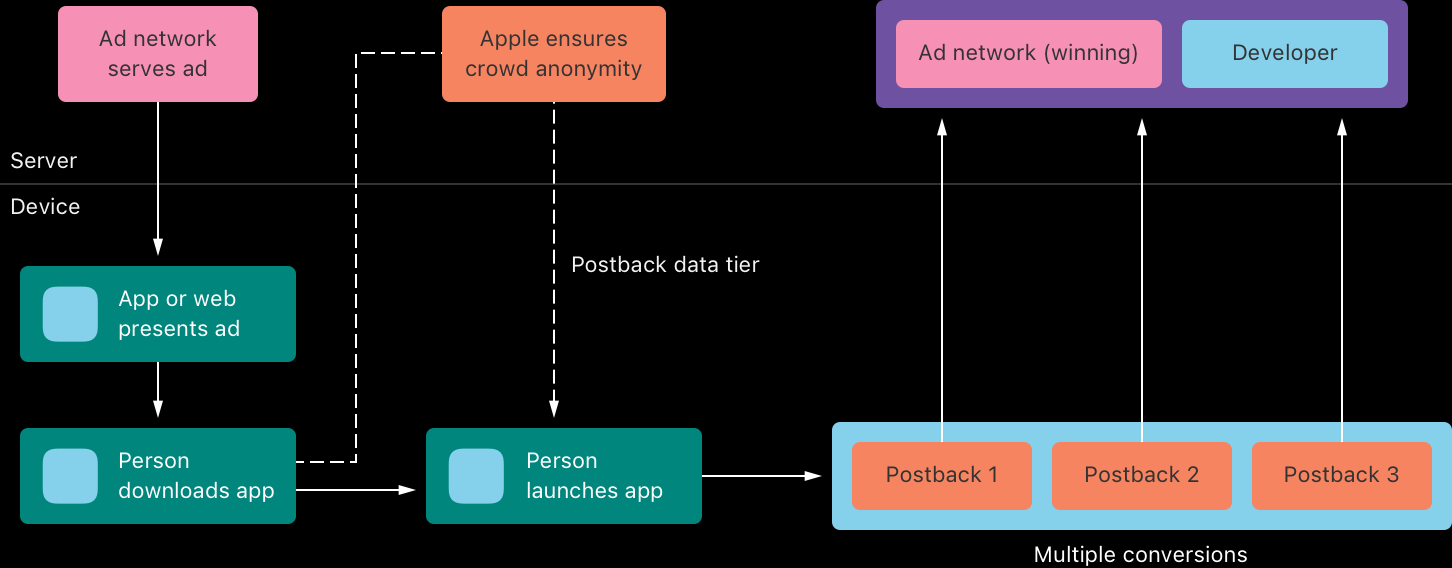 Ad network
serves ad
Apple ensures
crowd anonymity
Ad network (winning)
Developer
Server
Device
Postback data tier
App or web
presents ad
Person
downloads app
Person
launches app
Postback 1
Postback 2
Postback 3
Multiple conversions